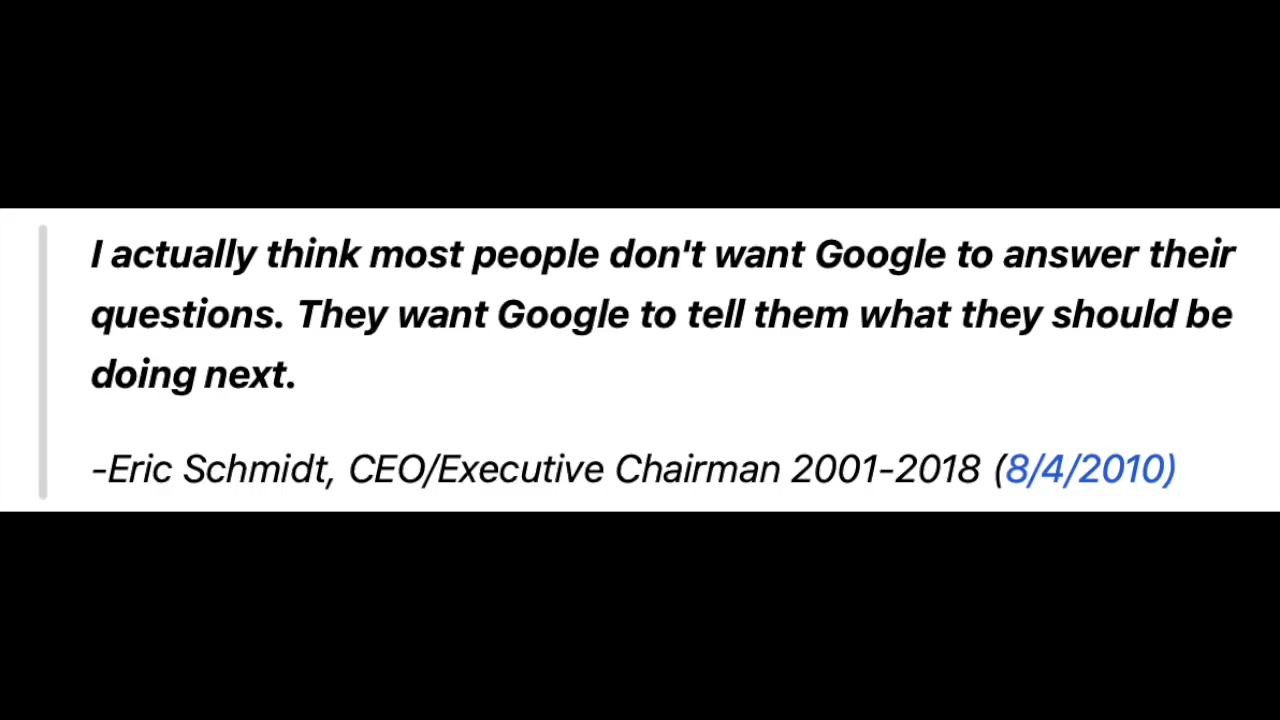 I actually think most people don't want Google to answer their
questions. They want Google to tell them what they should be
doing next.
-Eric Schmidt, CEO/Executive Chairman 2001-2018 (8/4/2010)